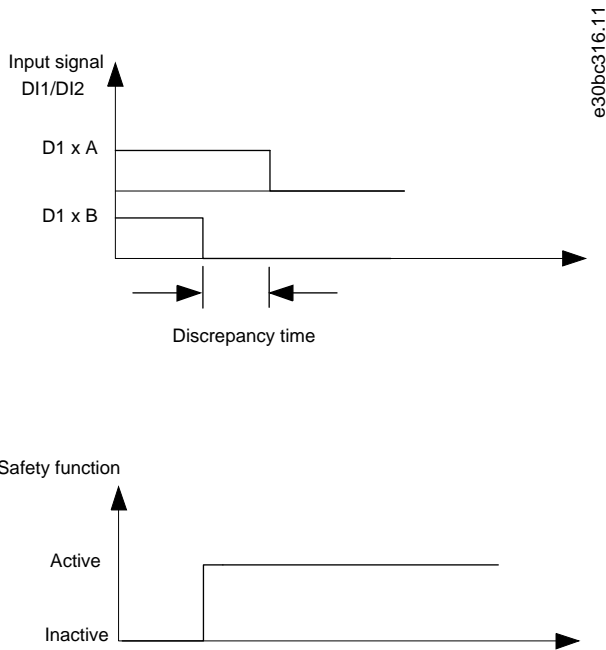 e30bc316.11
Input signal
DI1/DI2
D1 x A
D1 x B
Discrepancy time
Safety function
Active
Inactive